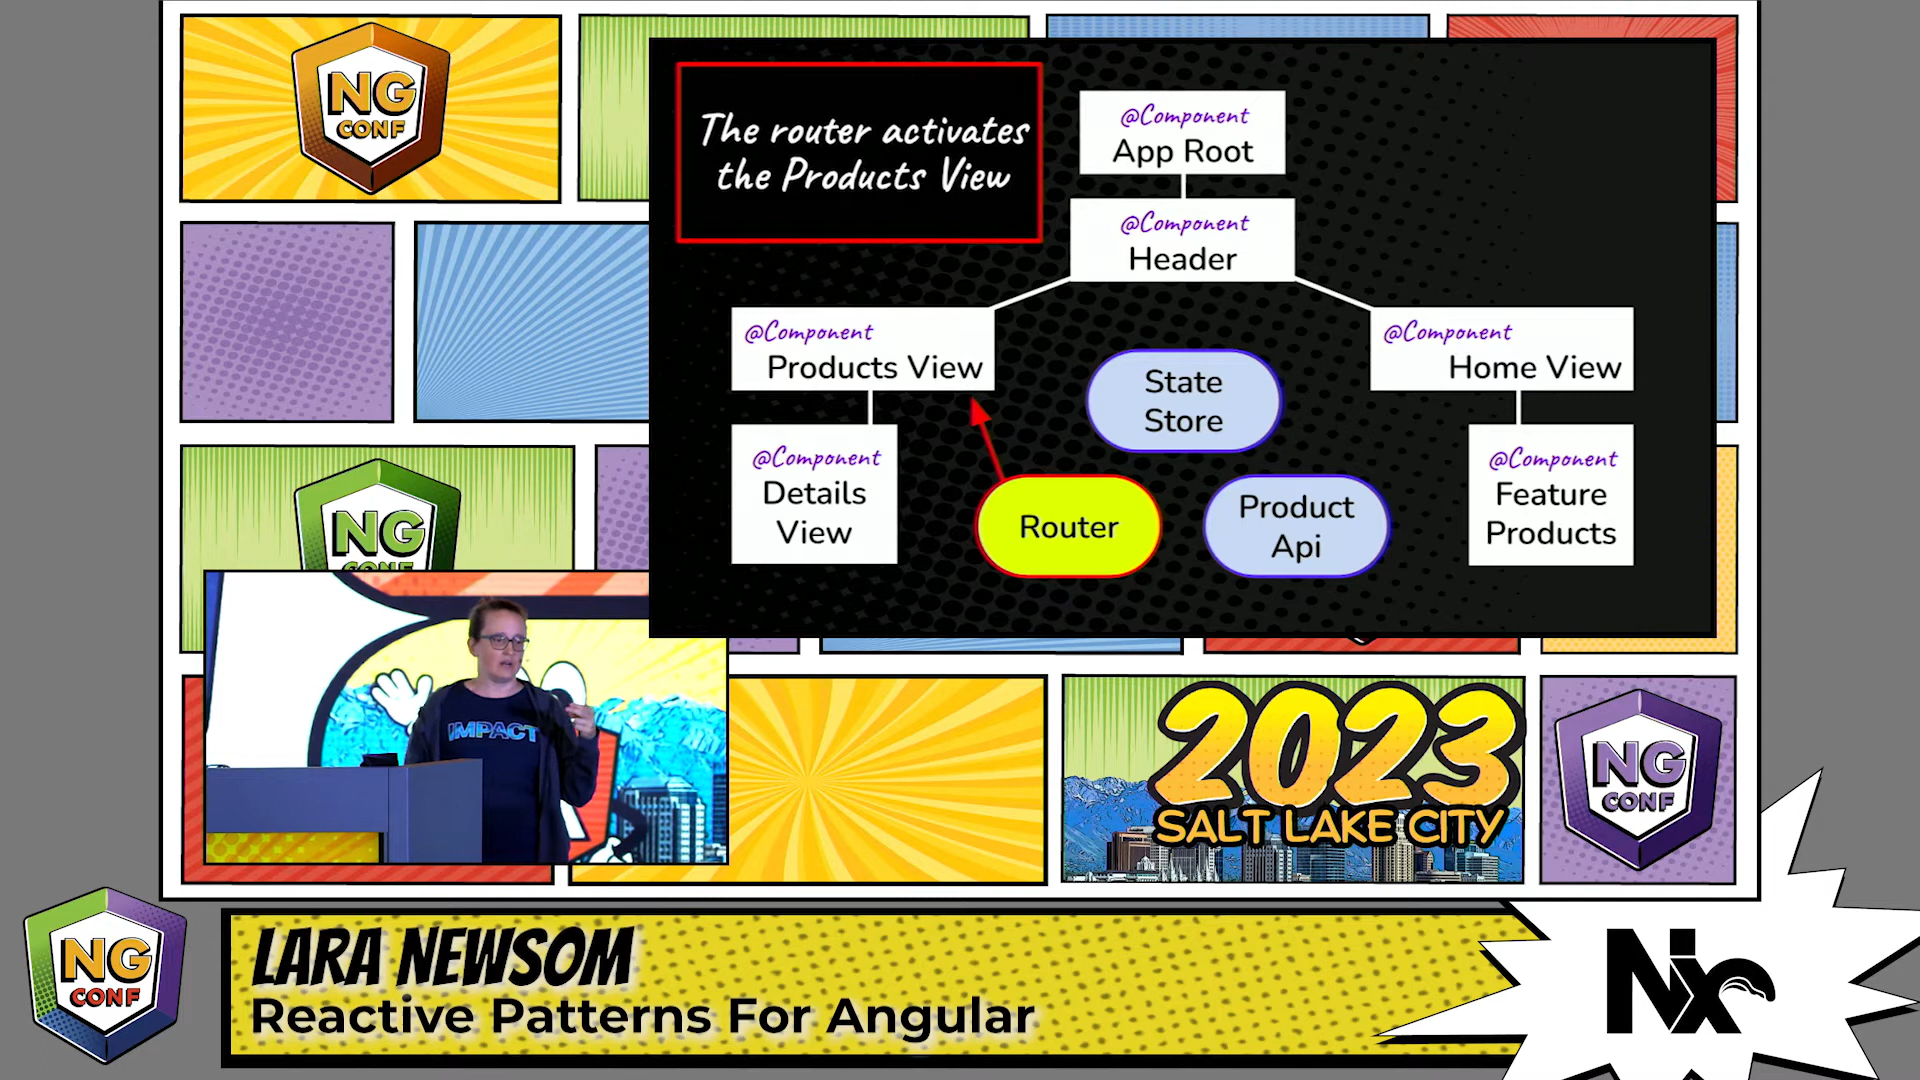 NG
CONF
The router activates
the Products View
@Component
App Root
@Component
Header
@Component
Products View
@Component
Home View
State
Store
@Component
Details
View
Router
Product
Api
@Component
Feature
Products
NG
CONF
IMPACT
2023
SALT LAKE CITY
NG
CONF
NG
CONF
LARA NEWSOM
Reactive Patterns For Angular
Nx